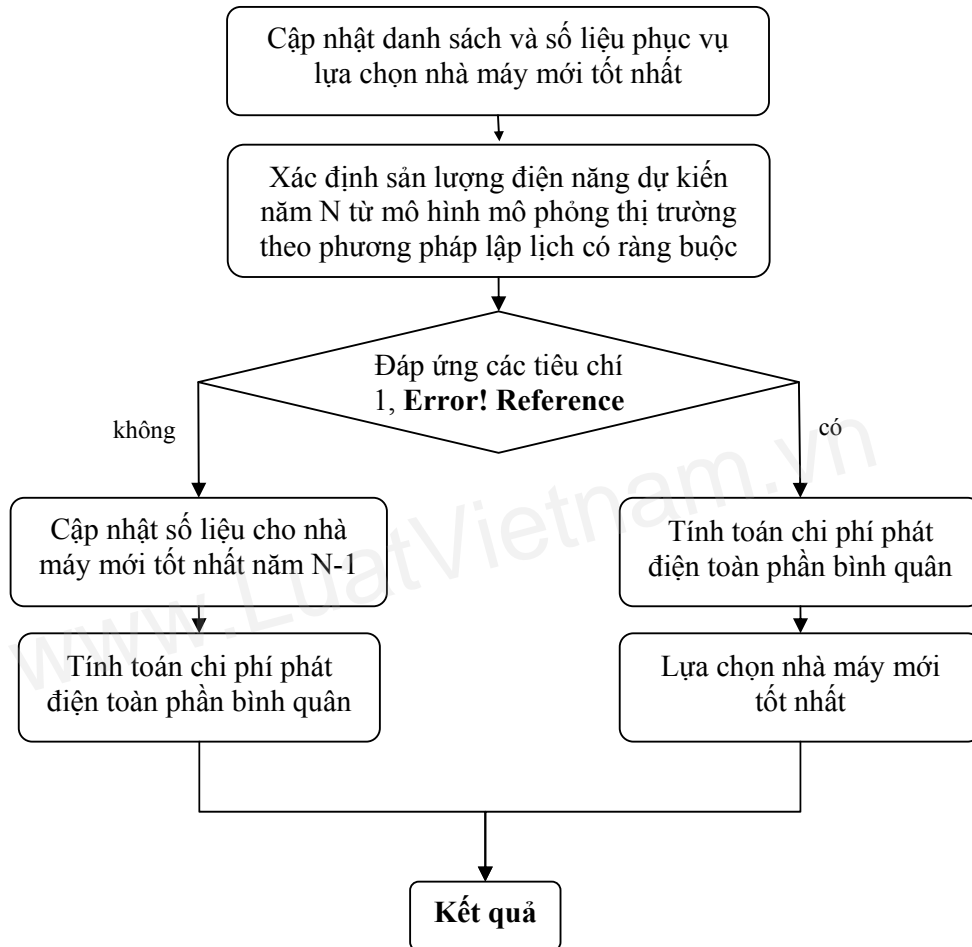 Cập nhật danh sách và số liệu phục vụ
lựa chọn nhà máy mới tốt nhất
Xác định sản lượng điện năng dự kiến
năm N từ mô hình mô phỏng thị trường
theo phương pháp lập lịch có ràng buộc
Đáp ứng các tiêu chí
1, Error! Reference
không
có
Cập nhật số liệu cho nhà
máy mới tốt nhất năm N-1
Tính toán chi phí phát
điện toàn phần bình quân
Tính toán chi phí phát
điện toàn phần bình quân
Lựa chọn nhà máy mới
tốt nhất
Kết quả
www.LuatVietnam.vn